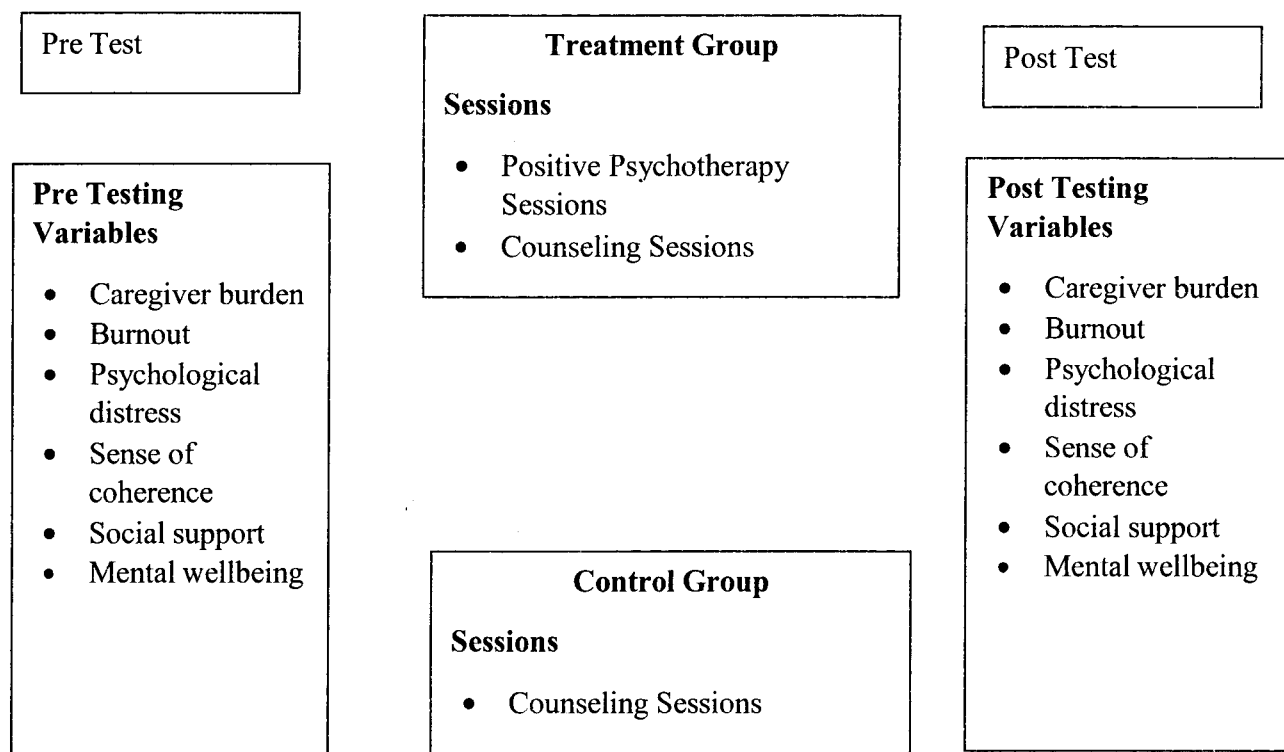 Pre Test
Pre Testing
Variables
• Caregiver burden
• Burnout
• Psychological
distress
• Sense of
coherence
• Social support
• Mental wellbeing
Treatment Group
Sessions
• Positive Psychotherapy
Sessions
• Counseling Sessions
Control Group
Sessions
• Counseling Sessions
Post Test
Post Testing
Variables
• Caregiver burden
• Burnout
• Psychological
distress
• Sense of
coherence
• Social support
• Mental wellbeing